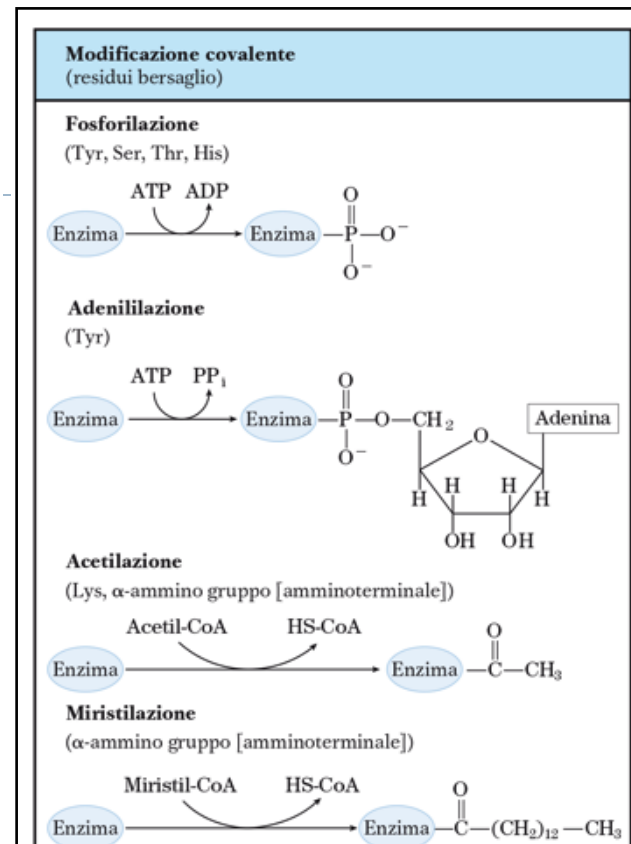 Modificazione covalente
(residui bersaglio)
Fosforilazione
(Tyr, Ser, Thr, His)
ATP ADP
O
Enzima Enzima—P—O⁻
O⁻
Adenililazione
(Tyr)
ATP PPi
O
Enzima Enzima—P—O—CH₂ O Adenina
O⁻
H H H H
OH OH
Acetilazione
(Lys, α-ammino gruppo [amminoterminale])
Acetil-CoA HS-CoA
O
Enzima Enzima—C—CH₃
Miristilazione
(α-ammino gruppo [amminoterminale])
Miristil-CoA HS-CoA
O
Enzima Enzima—C—(CH₂)₁₂—CH₃